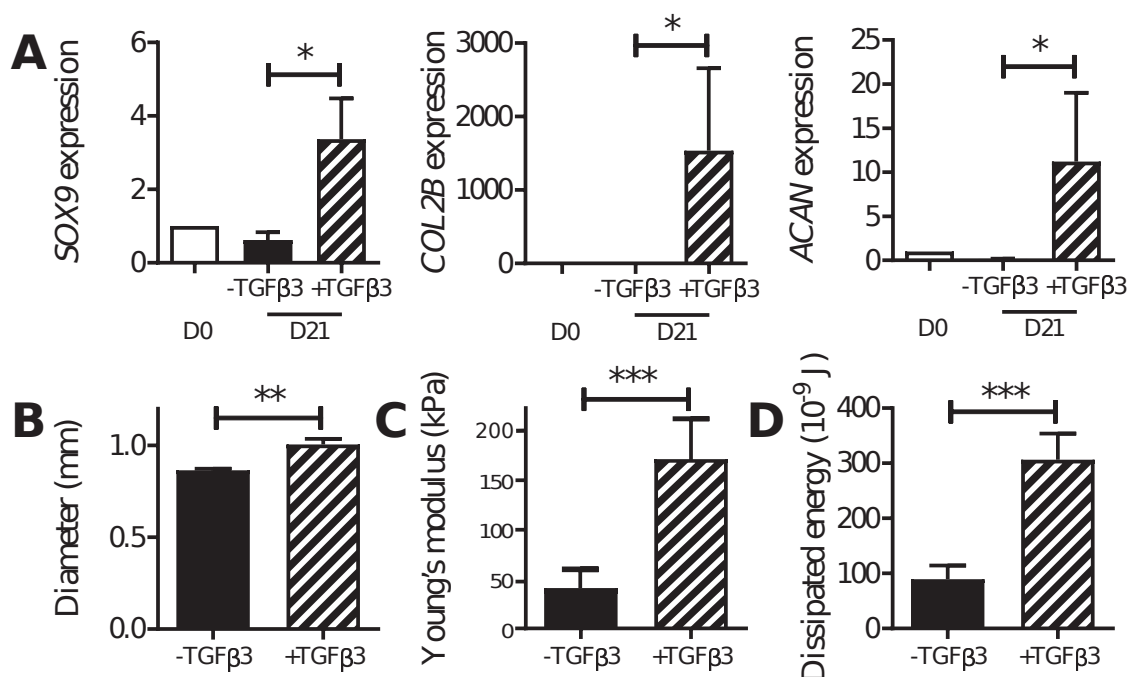 A
SOX9 expression
6
4
2
0
*
-TGFβ3 +TGFβ3
D0 D21
COL2B expression
3000
2000
1000
0
*
-TGFβ3 +TGFβ3
D0 D21
ACAN expression
25
20
15
10
5
0
*
-TGFβ3 +TGFβ3
D0 D21
B
Diameter (mm)
1.0
0.5
0.0
**
-TGFβ3 +TGFβ3
C
Young's modulus (kPa)
200
150
100
50
0
***
-TGFβ3 +TGFβ3
D
Dissipated energy (10⁻⁹ J)
400
300
200
100
0
***
-TGFβ3 +TGFβ3